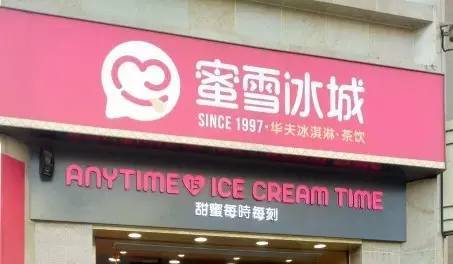 蜜雪冰城
SINCE 1997·华夫冰淇淋·茶饮
ANYTIME IS ICE CREAM TIME
甜蜜每時每刻